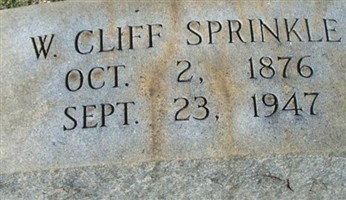 W. CLIFF SPRINKLE
OCT. 2, 1876
SEPT. 23, 1947